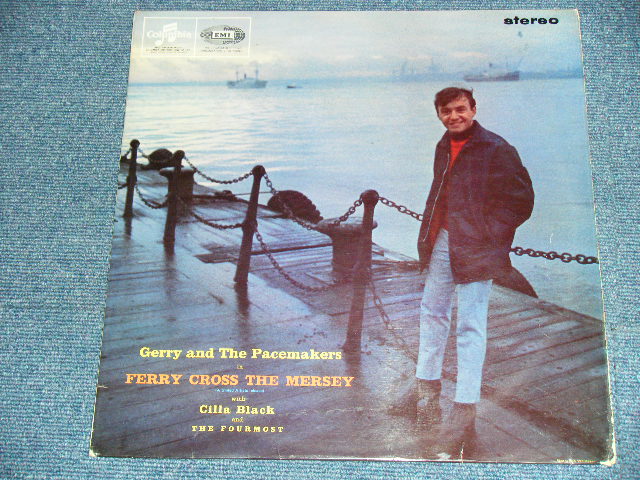 Columbia
EMI
stereo
Gerry and The Pacemakers
in
FERRY CROSS THE MERSEY
with
Cilla Black
and
THE FOURMOST